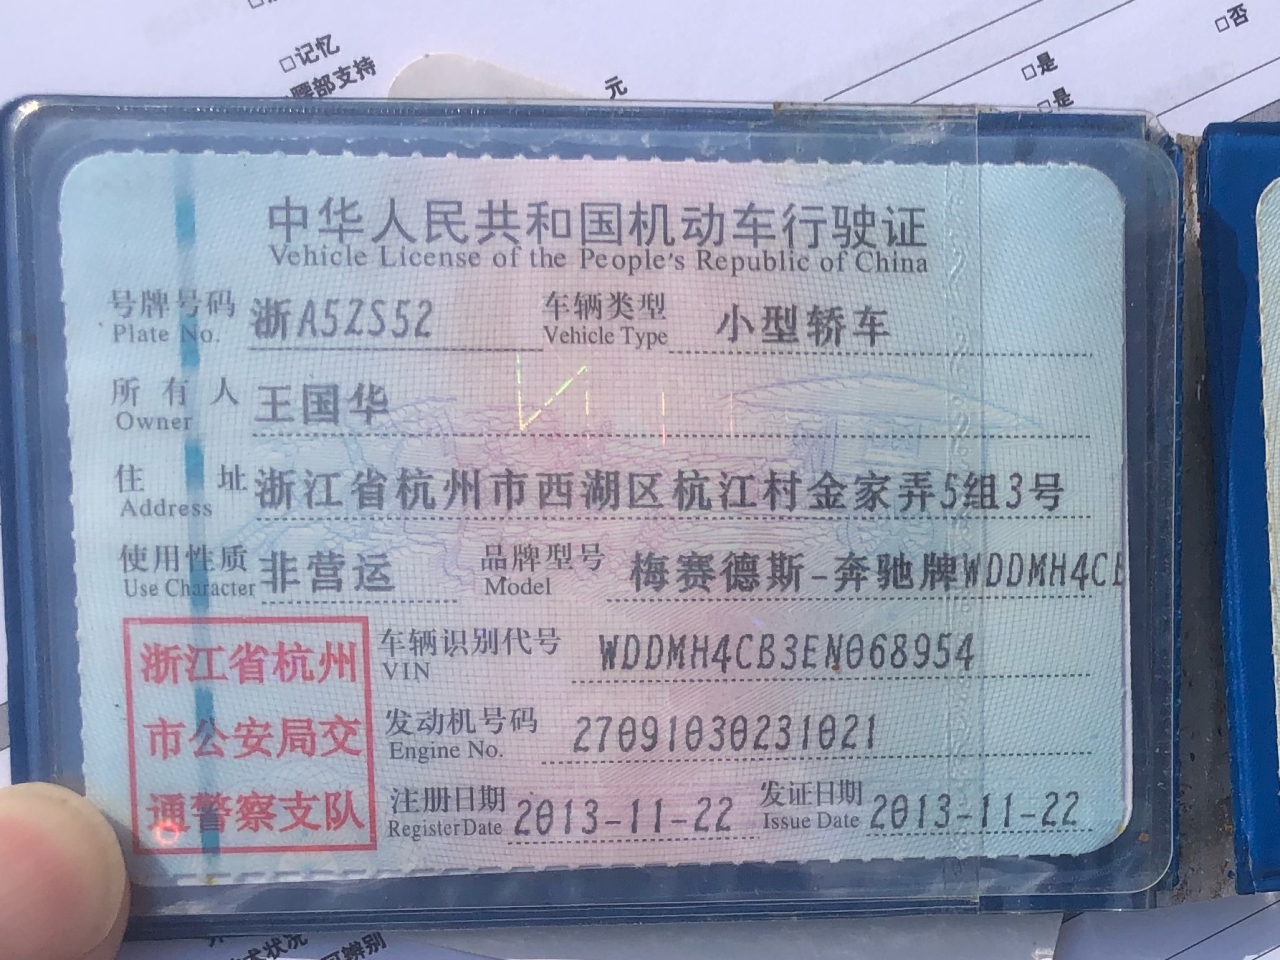 □记忆
□腰部支持
元
□否
□是
□是
中华人民共和国机动车行驶证
Vehicle License of the People's Republic of China
号牌号码 浙A5ZS52 车辆类型 小型轿车
Plate No. Vehicle Type
所有人 王国华
Owner
住址 浙江省杭州市西湖区杭江村金家弄5组3号
Address
使用性质 非营运 品牌型号 梅赛德斯-奔驰牌WDDMH4CB
Use Character Model
浙江省杭州 车辆识别代号 WDDMH4CB3EN068954
VIN
市公安局交 发动机号码 27091030231021
Engine No.
通警察支队 注册日期 2013-11-22 发证日期 2013-11-22
Register Date Issue Date
术状况
可辨别